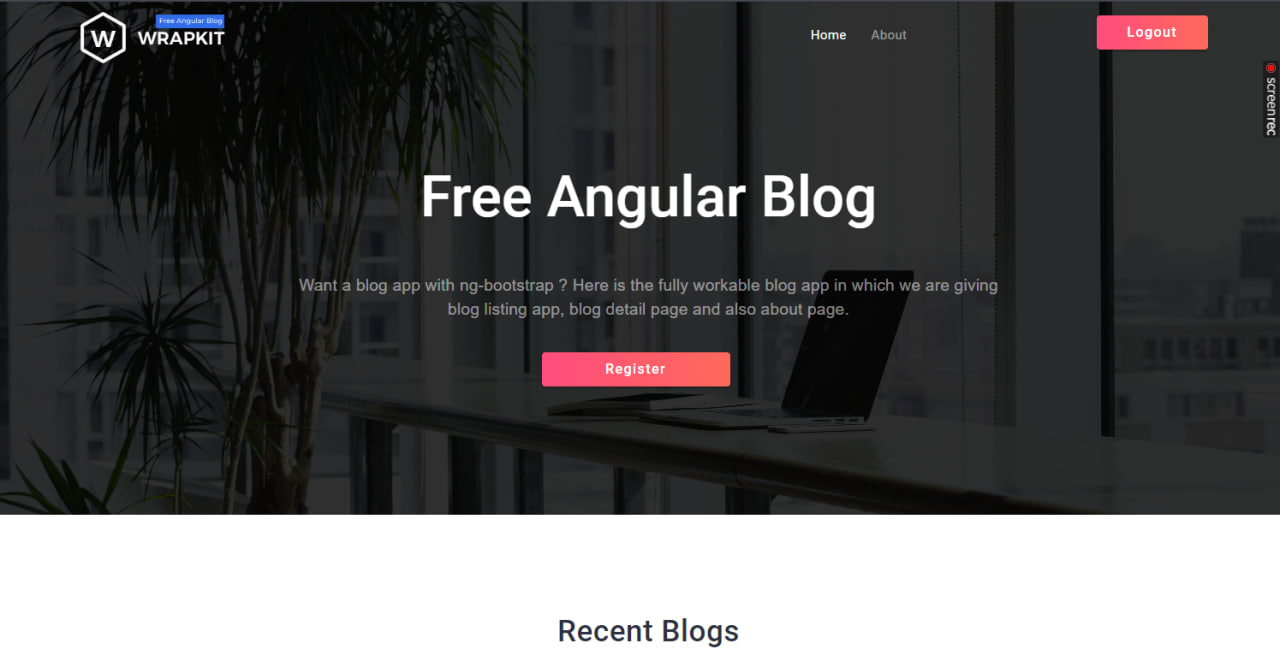 Free Angular Blog
W WRAPKIT
Home About
Logout
screenrec
Free Angular Blog
Want a blog app with ng-bootstrap ? Here is the fully workable blog app in which we are giving
blog listing app, blog detail page and also about page.
Register
Recent Blogs